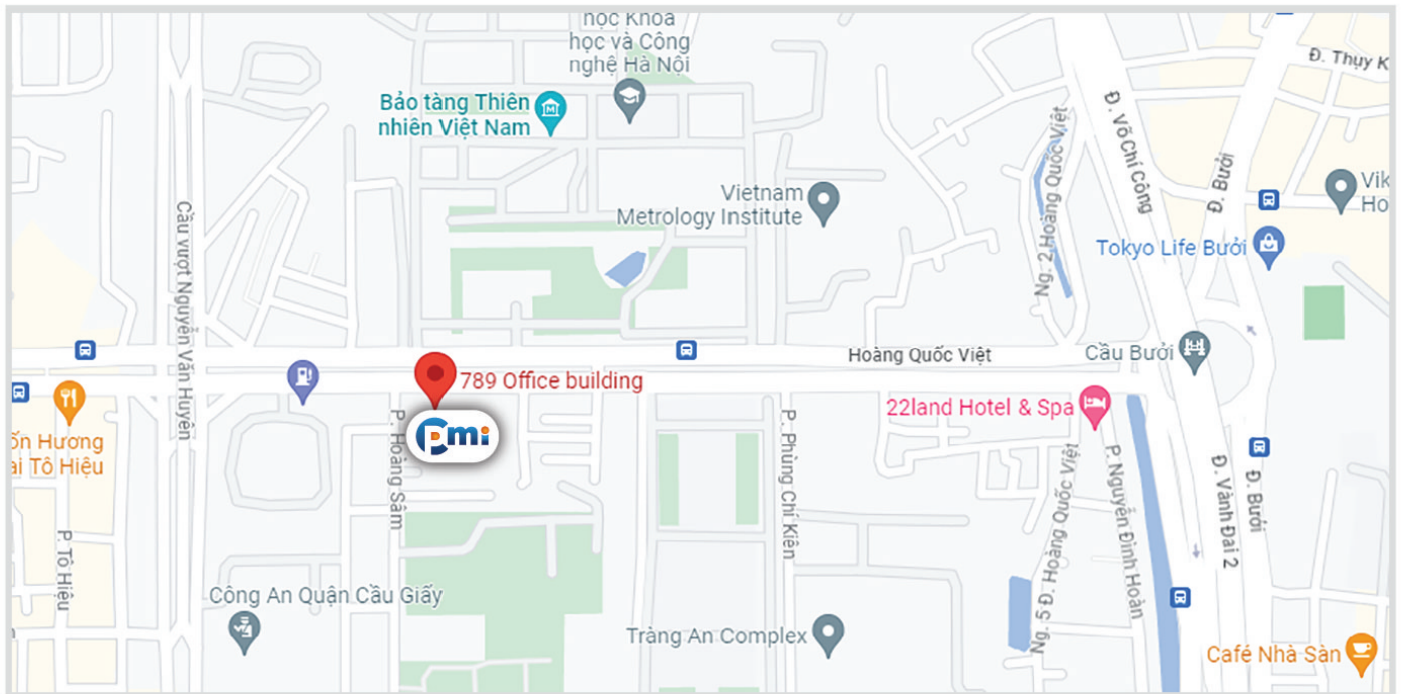 học Khoa
học và Công
nghệ Hà Nội
Đ. Thụy K
Bảo tàng Thiên
nhiên Việt Nam
Đ. Võ Chí Công
Ng. 2 Hoàng Quốc Việt
Đ. Bưởi
Vik
Ho
Vietnam
Metrology Institute
Tokyo Life Bưởi
Cầu vượt Nguyễn Văn Huyên
Hoàng Quốc Việt
Cầu Bưởi
789 Office building
pmi
22land Hotel & Spa
ốn Hương
ai Tô Hiệu
P. Hoàng Sâm
P. Phùng Chí Kiên
Ng. 5 Đ. Hoàng Quốc Việt
P. Nguyễn Đình Hoàn
Đ. Vành Đai 2
Đ. Bưởi
P. Tô Hiệu
Công An Quận Cầu Giấy
Tràng An Complex
Café Nhà Sàn